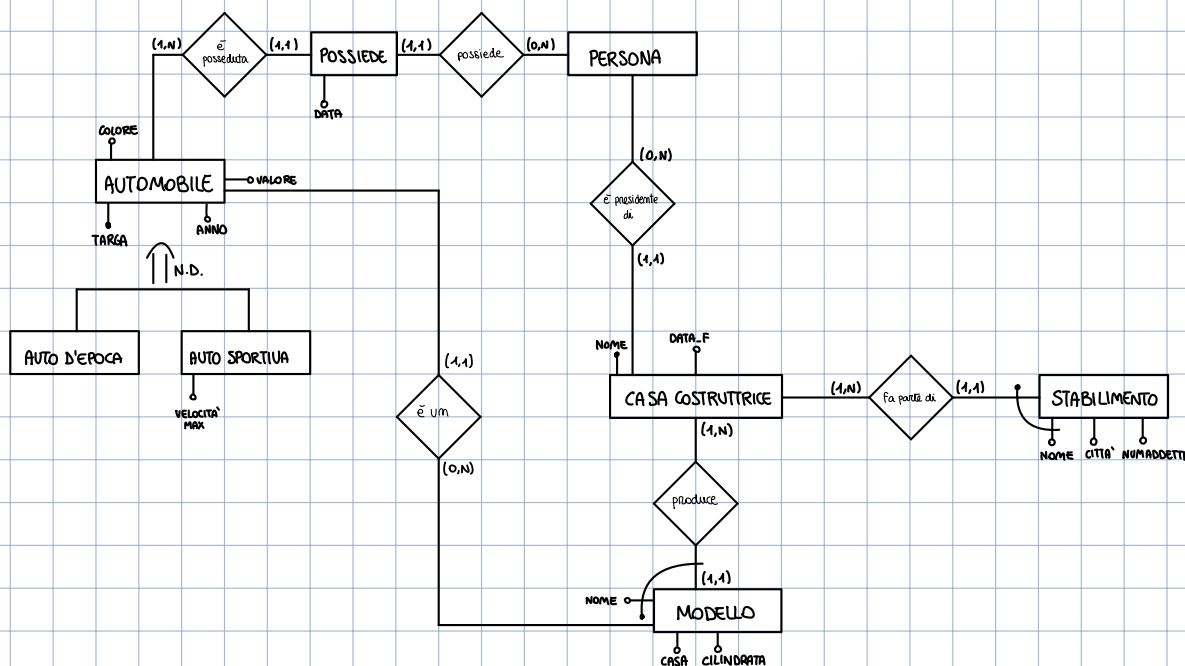 (1,N)
è
posseduta
(1,1)
POSSIEDE
(1,1)
possiede
(0,N)
PERSONA
DATA
COLORE
AUTOMOBILE
VALORE
TARGA
ANNO
(0,N)
è presidente
di
(1,1)
N.D.
AUTO D'EPOCA
AUTO SPORTIVA
VELOCITA'
MAX
(1,1)
è un
(0,N)
NOME
DATA_F
CASA COSTRUTTRICE
(1,N)
fa parte di
(1,1)
STABILIMENTO
NOME
CITTA'
NUMADDETTI
(1,N)
produce
(1,1)
NOME
MODELLO
CASA
CILINDRATA